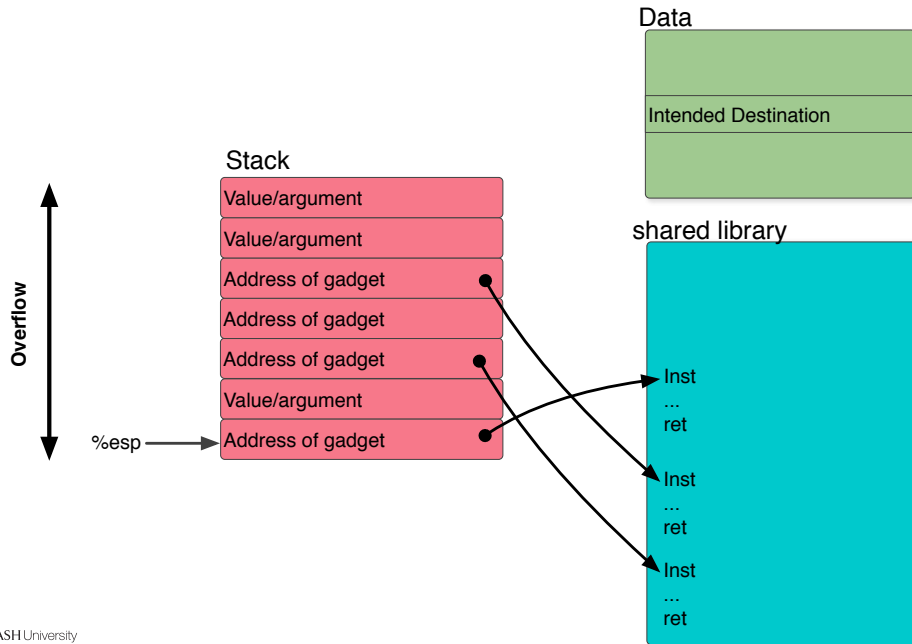 Data
Intended Destination
Stack
Value/argument
Value/argument
Address of gadget
Address of gadget
Address of gadget
Value/argument
Address of gadget
Overflow
%esp
shared library
Inst
...
ret
Inst
...
ret
Inst
...
ret
ASH University